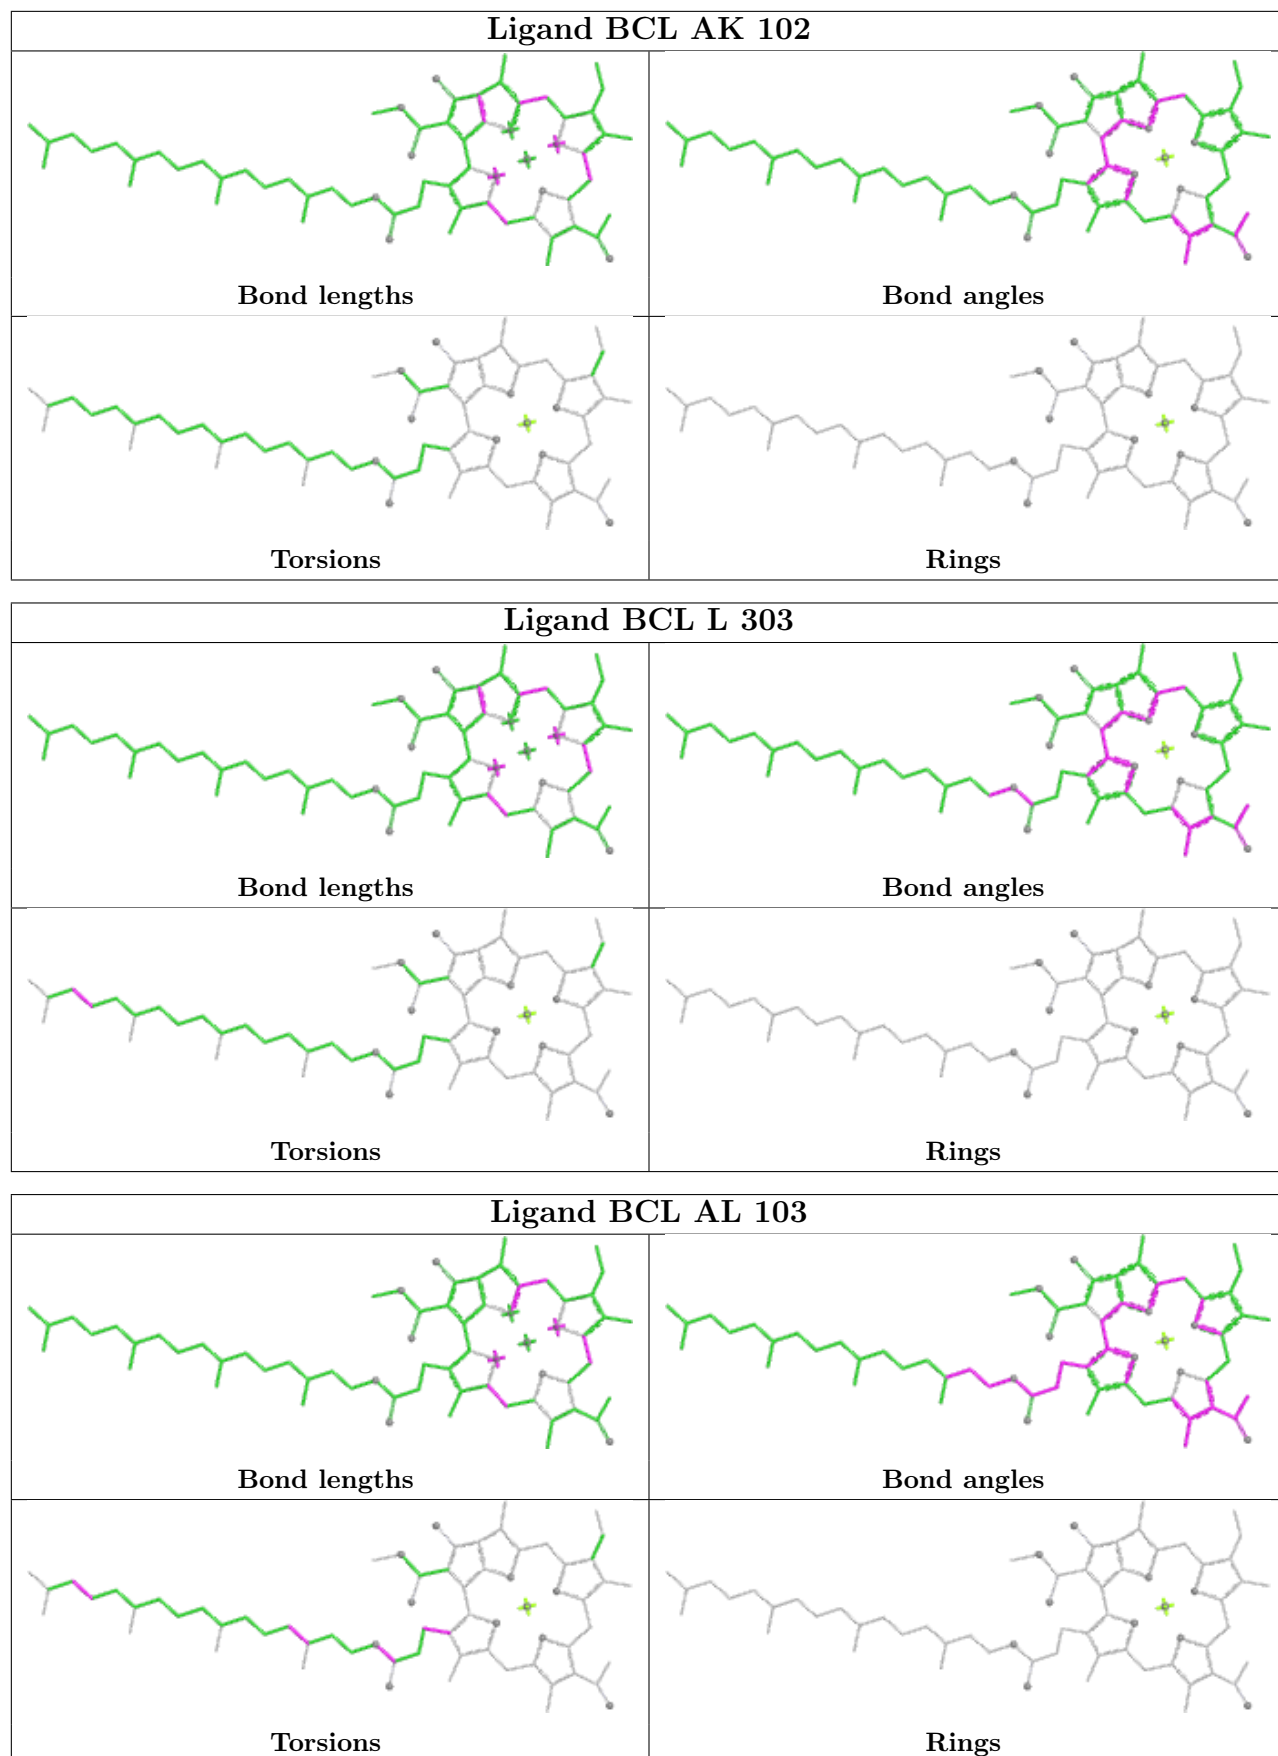 Ligand BCL AK 102
Bond lengths
Bond angles
Torsions
Rings
Ligand BCL L 303
Bond lengths
Bond angles
Torsions
Rings
Ligand BCL AL 103
Bond lengths
Bond angles
Torsions
Rings